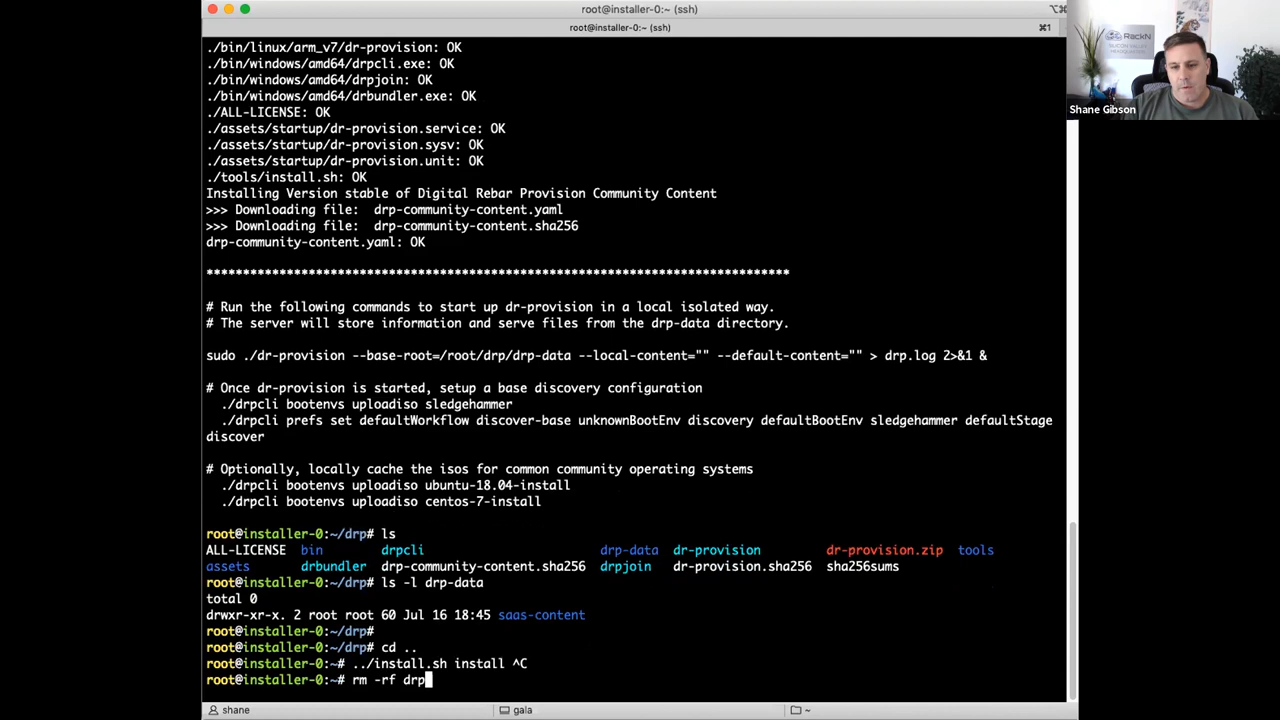 root@installer-0:~ (ssh)
root@installer-0:~ (ssh)
⌘1
./bin/linux/arm_v7/dr-provision: OK
./bin/windows/amd64/drpcli.exe: OK
./bin/windows/amd64/drpjoin: OK
./bin/windows/amd64/drbundler.exe: OK
./ALL-LICENSE: OK
./assets/startup/dr-provision.service: OK
./assets/startup/dr-provision.sysv: OK
./assets/startup/dr-provision.unit: OK
./tools/install.sh: OK
Installing Version stable of Digital Rebar Provision Community Content
>>> Downloading file:  drp-community-content.yaml
>>> Downloading file:  drp-community-content.sha256
drp-community-content.yaml: OK
********************************************************************************
# Run the following commands to start up dr-provision in a local isolated way.
# The server will store information and serve files from the drp-data directory.
sudo ./dr-provision --base-root=/root/drp/drp-data --local-content="" --default-content="" > drp.log 2>&1 &
# Once dr-provision is started, setup a base discovery configuration
./drpcli bootenvs uploadiso sledgehammer
./drpcli prefs set defaultWorkflow discover-base unknownBootEnv discovery defaultBootEnv sledgehammer defaultStage
discover
# Optionally, locally cache the isos for common community operating systems
./drpcli bootenvs uploadiso ubuntu-18.04-install
./drpcli bootenvs uploadiso centos-7-install
root@installer-0:~/drp# ls
ALL-LICENSE  bin        drpcli                        drp-data  dr-provision         dr-provision.zip  tools
assets       drbundler  drp-community-content.sha256  drpjoin   dr-provision.sha256  sha256sums
root@installer-0:~/drp# ls -l drp-data
total 0
drwxr-xr-x. 2 root root 60 Jul 16 18:45 saas-content
root@installer-0:~/drp#
root@installer-0:~/drp# cd ..
root@installer-0:~# ../install.sh install ^C
root@installer-0:~# rm -rf drp
shane
gala
~
RackN
Shane Gibson